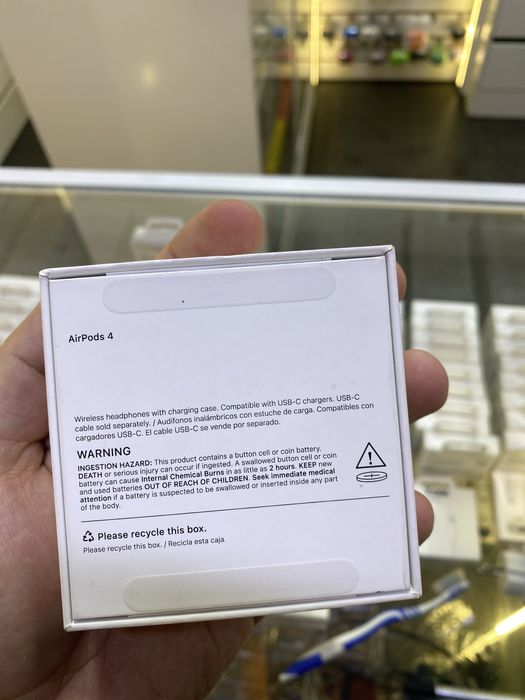 AirPods 4
Wireless headphones with charging case. Compatible with USB-C chargers. USB-C
cable sold separately. / Audífonos inalámbricos con estuche de carga. Compatibles con
cargadores USB-C. El cable USB-C se vende por separado.
WARNING
INGESTION HAZARD: This product contains a button cell or coin battery.
DEATH or serious injury can occur if ingested. A swallowed button cell or coin
battery can cause Internal Chemical Burns in as little as 2 hours. KEEP new
and used batteries OUT OF REACH OF CHILDREN. Seek immediate medical
attention if a battery is suspected to be swallowed or inserted inside any part
of the body.
Please recycle this box.
Please recycle this box. / Recicla esta caja.